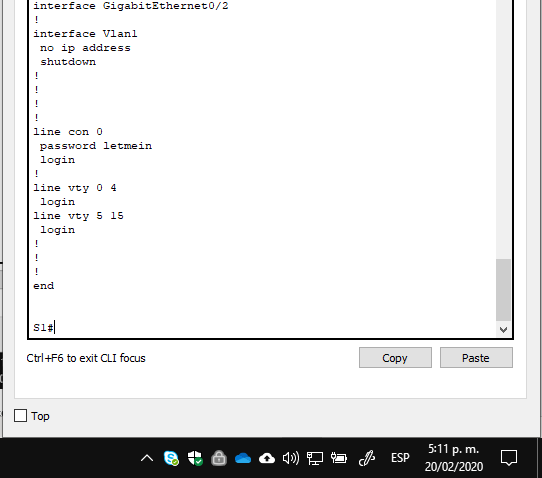 interface GigabitEthernet0/2
!
interface Vlan1
no ip address
shutdown
!
!
!
!
line con 0
password letmein
login
!
line vty 0 4
login
line vty 5 15
login
!
!
!
end
S1#
Ctrl+F6 to exit CLI focus
Copy
Paste
Top
ESP
5:11 p. m.
20/02/2020